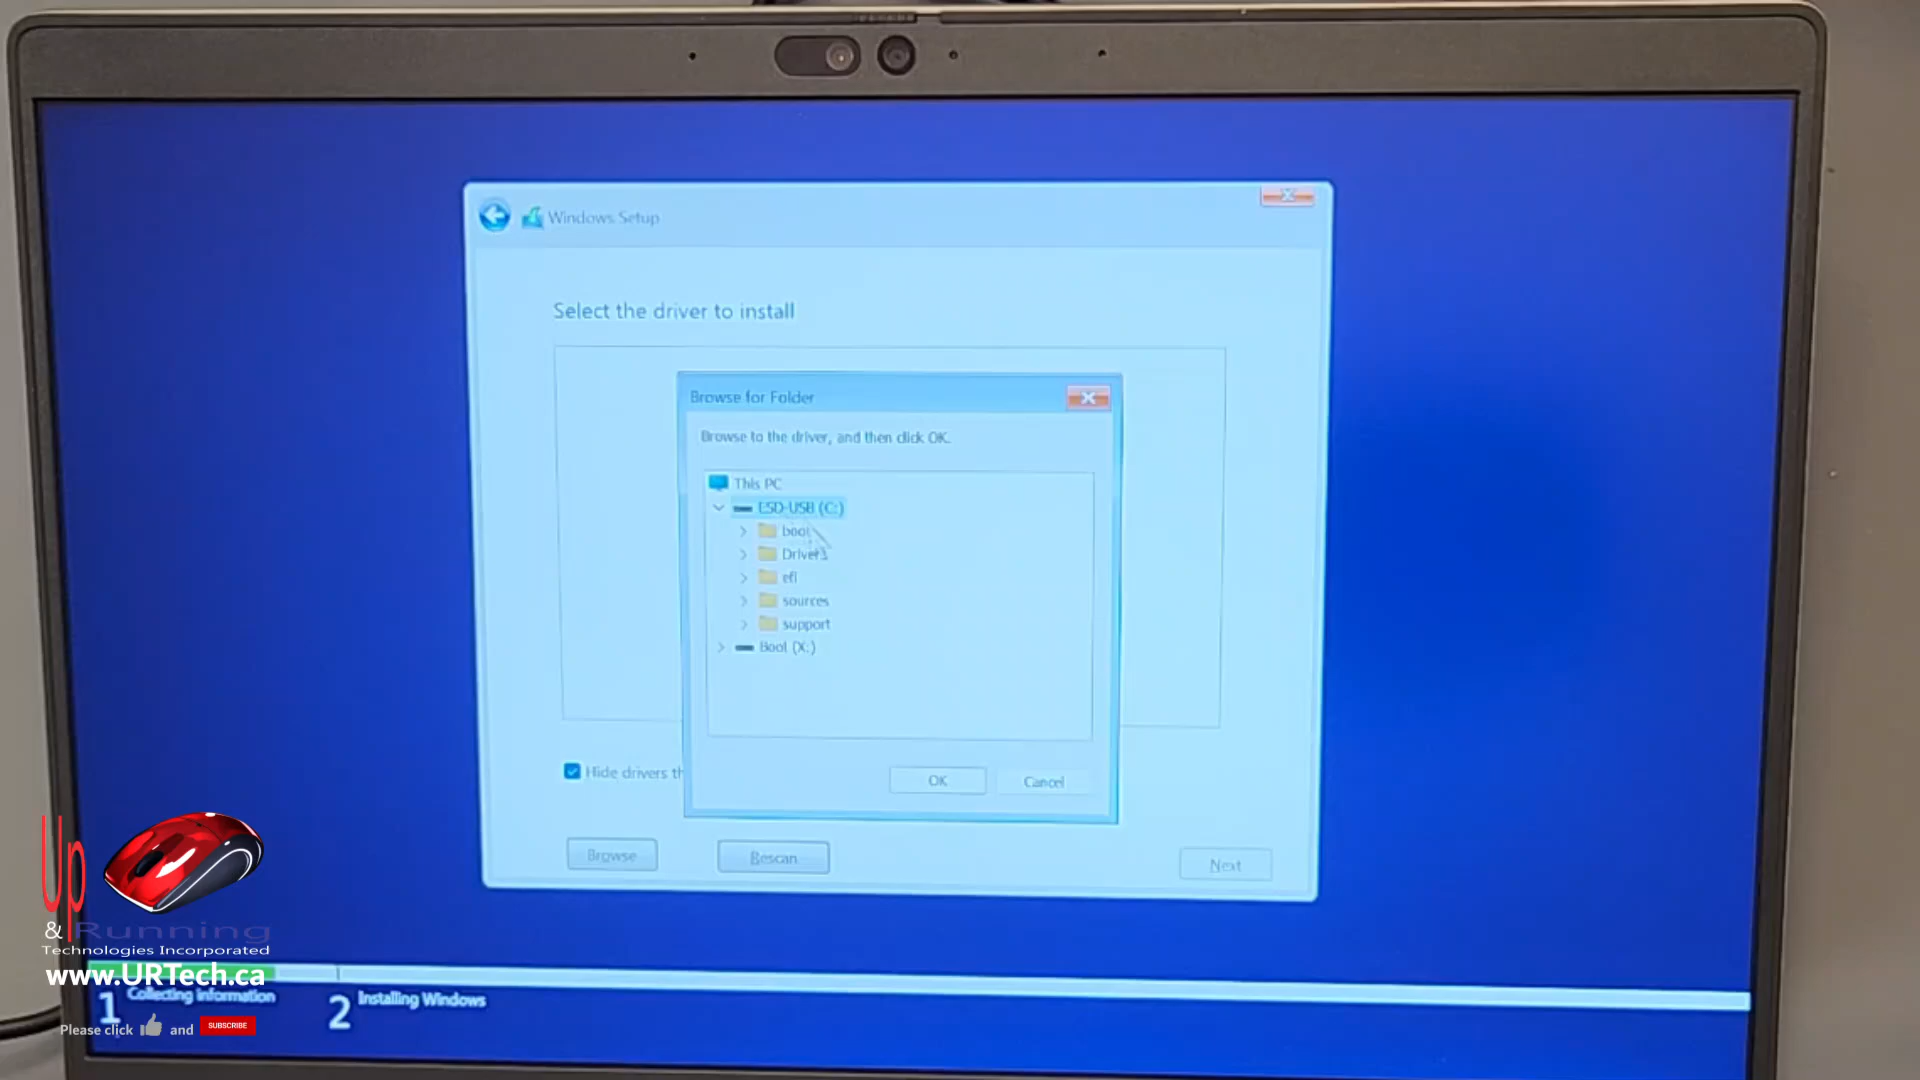 Windows Setup
Select the driver to install
Browse for Folder
Browse to the driver, and then click OK.
This PC
ESD-USB (C:)
boot
Drivers
efi
sources
support
Boot (X:)
OK
Cancel
Hide drivers th
Browse
Rescan
Next
Up
& Running
Technologies Incorporated
www.URTech.ca
1 Collecting information
2 Installing Windows
Please click and SUBSCRIBE